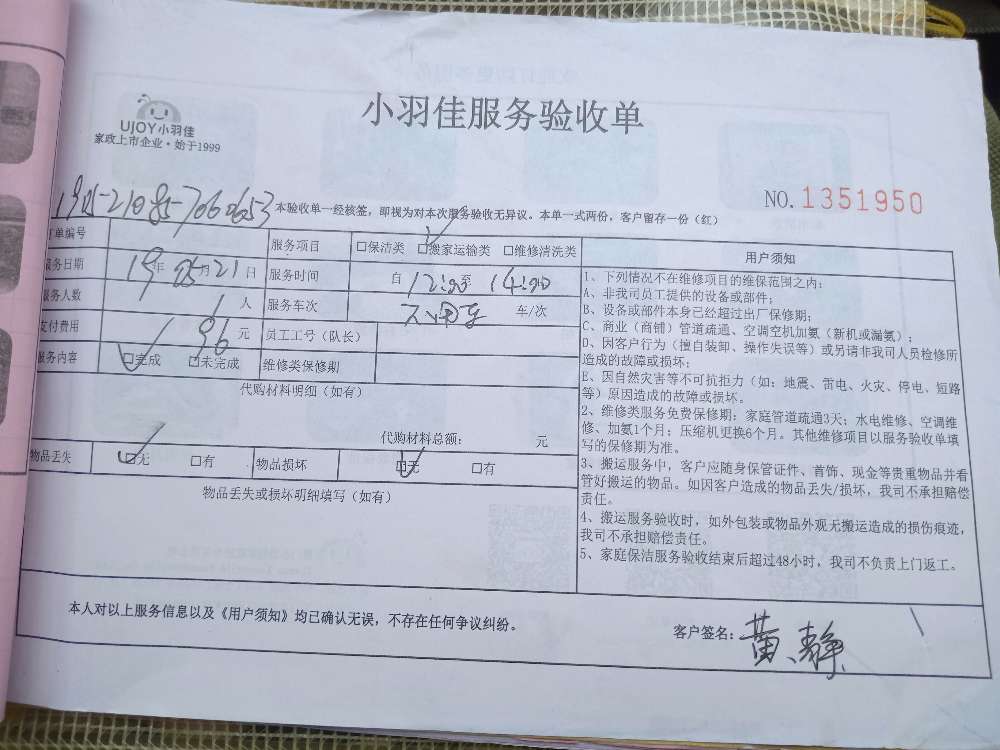 小羽佳服务验收单
UJOY小羽佳
家政上市企业·始于1999
NO.1351950
1905-21085-7060653
本验收单一经核签，即视为对本次服务验收无异议。本单一式两份，客户留存一份（红）
订单编号 服务项目 □保洁类 ☑搬家运输类 □维修清洗类
服务日期 19年05月21日 服务时间 自12:00至14:00
服务人数 1人 服务车次 车/次
支付费用 96元 员工工号（队长）
服务内容 ☑完成 □未完成 维修类保修期
代购材料明细（如有）
代购材料总额： 元
物品丢失 ☑无 □有 物品损坏 ☑无 □有
物品丢失或损坏明细填写（如有）
用户须知
1、下列情况不在维修项目的维保范围之内：
A、非我司员工提供的设备或部件；
B、设备或部件本身已经超过出厂保修期；
C、商业（商铺）管道疏通、空调空机加氨（新机或漏氨）；
D、因客户行为（擅自装卸、操作失误等）或另请非我司人员检修所
造成的故障或损坏；
E、因自然灾害等不可抗拒力（如：地震、雷电、火灾、停电、短路
等）原因造成的故障或损坏。
2、维修类服务免费保修期：家庭管道疏通3天；水电维修、空调维
修、加氨1个月；压缩机更换6个月。其他维修项目以服务验收单填
写的保修期为准。
3、搬运服务中，客户应随身保管证件、首饰、现金等贵重物品并看
管好搬运的物品。如因客户造成的物品丢失/损坏，我司不承担赔偿
责任。
4、搬运服务验收时，如外包装或物品外观无搬运造成的损伤痕迹，
我司不承担赔偿责任。
5、家庭保洁服务验收结束后超过48小时，我司不负责上门返工。
本人对以上服务信息以及《用户须知》均已确认无误，不存在任何争议纠纷。
客户签名：黄静